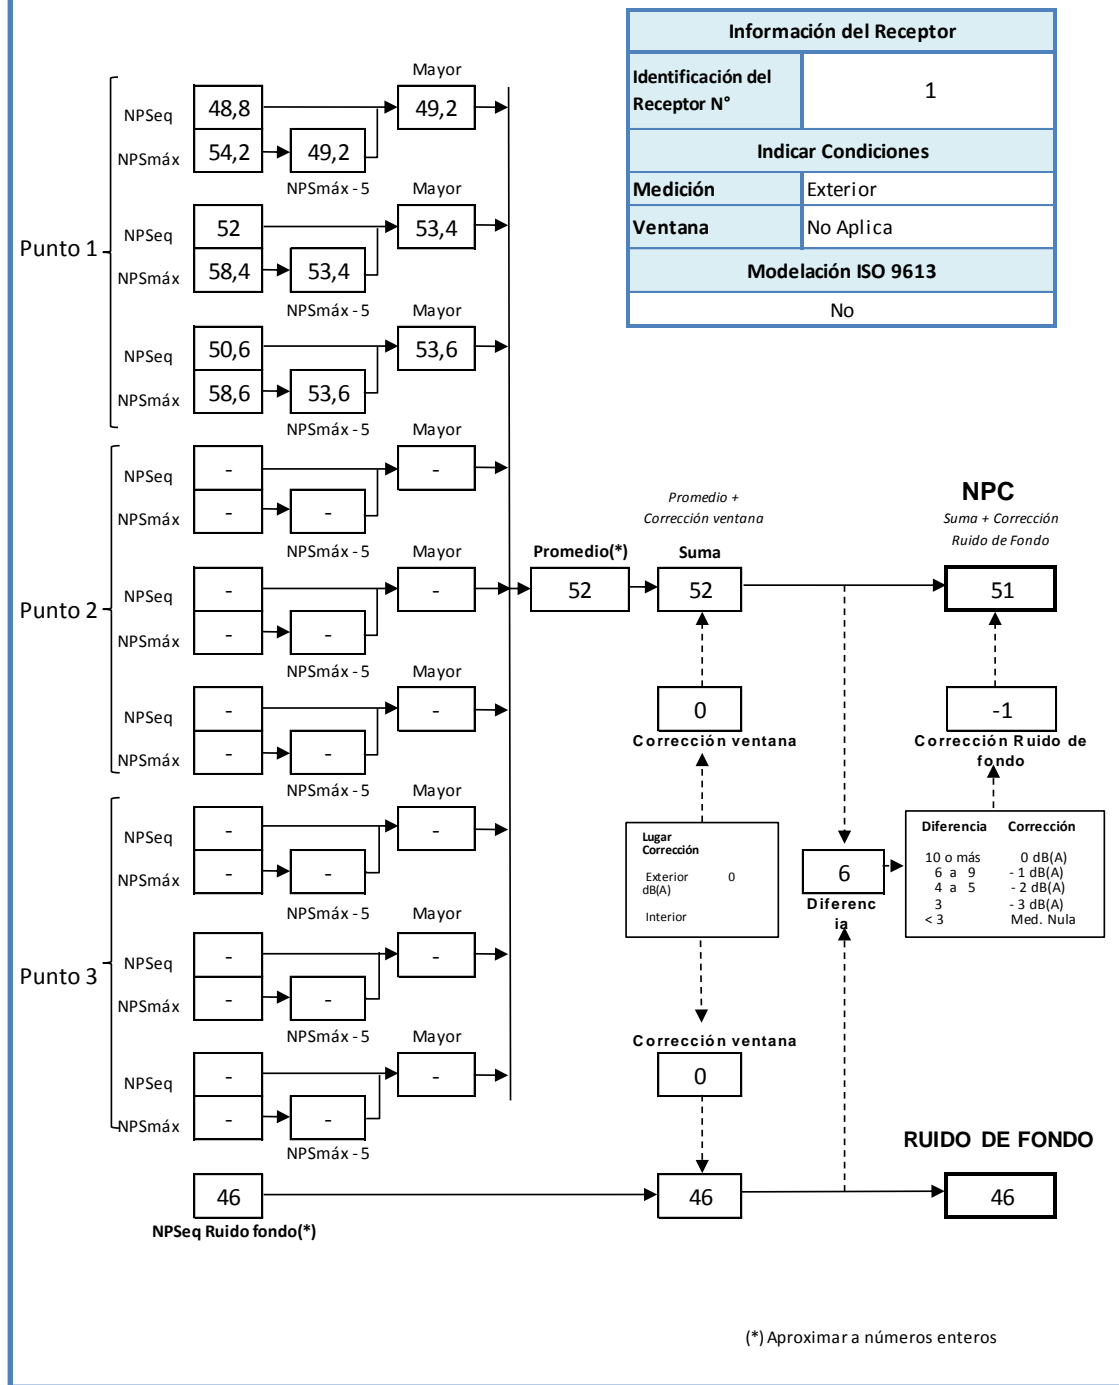 Información del Receptor
Identificación del
Receptor N°
1
Indicar Condiciones
Medición
Exterior
Ventana
No Aplica
Modelación ISO 9613
No
Punto 1
Mayor
NPSeq
48,8
49,2
NPSmáx
54,2
49,2
NPSmáx - 5
Mayor
NPSeq
52
53,4
NPSmáx
58,4
53,4
NPSmáx - 5
Mayor
NPSeq
50,6
53,6
NPSmáx
58,6
53,6
NPSmáx - 5
Punto 2
Mayor
NPSeq
-
-
NPSmáx
-
-
NPSmáx - 5
Mayor
NPSeq
-
-
NPSmáx
-
-
NPSmáx - 5
Mayor
NPSeq
-
-
NPSmáx
-
-
NPSmáx - 5
Punto 3
Mayor
NPSeq
-
-
NPSmáx
-
-
NPSmáx - 5
Mayor
NPSeq
-
-
NPSmáx
-
-
NPSmáx - 5
Mayor
NPSeq
-
-
NPSmáx
-
-
NPSmáx - 5
Promedio(*)
52
Promedio +
Corrección ventana
Suma
52
NPC
Suma + Corrección
Ruido de Fondo
51
0
Corrección ventana
-1
Corrección Ruido de
fondo
Lugar
Corrección
Exterior 0
dB(A)
Interior
6
Diferenc
ia
Diferencia Corrección
10 o más 0 dB(A)
6 a 9 - 1 dB(A)
4 a 5 - 2 dB(A)
3 - 3 dB(A)
< 3 Med. Nula
Corrección ventana
0
RUIDO DE FONDO
46
46
46
NPSeq Ruido fondo(*)
(*) Aproximar a números enteros